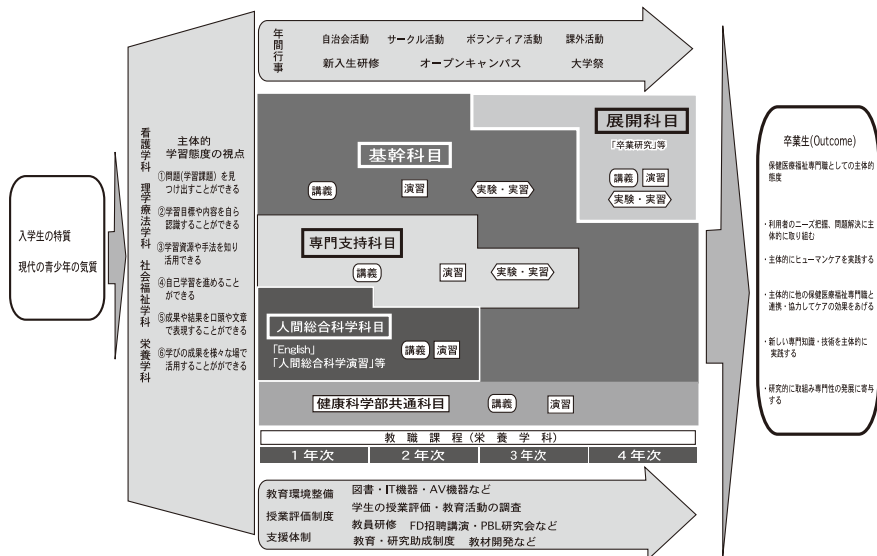 年間行事
自治会活動 サークル活動 ボランティア活動 課外活動
新入生研修 オープンキャンパス 大学祭
入学生の特質
現代の青少年の気質
看護学科 理学療法学科 社会福祉学科 栄養学科
主体的
学習態度の視点
①問題(学習課題)を見
つけ出すことができる
②学習目標や内容を自ら
認識することができる
③学習資源や手法を知り
活用できる
④自己学習を進めること
ができる
⑤成果や結果を口頭や文章
で表現することができる
⑥学びの成果を様々な場で
活用することがができる
展開科目
「卒業研究」等
講義 演習
実験・実習
基幹科目
講義 演習 実験・実習
専門支持科目
講義 演習 実験・実習
人間総合科学科目
「English」
「人間総合科学演習」等
講義 演習
健康科学部共通科目 講義 演習
教職課程(栄養学科)
1年次 2年次 3年次 4年次
教育環境整備 図書・IT機器・AV機器など
授業評価制度 学生の授業評価・教育活動の調査
支援体制 教員研修 FD招聘講演・PBL研究会など
教育・研究助成制度 教材開発など
卒業生(Outcome)
保健医療福祉専門職としての主体的
態度
・利用者のニーズ把握、問題解決に主
体的に取り組む
・主体的にヒューマンケアを実践する
・主体的に他の保健医療福祉専門職と
連携・協力してケアの効果をあげる
・新しい専門知識・技術を主体的に
実践する
・研究的に取組み専門性の発展に寄与
する